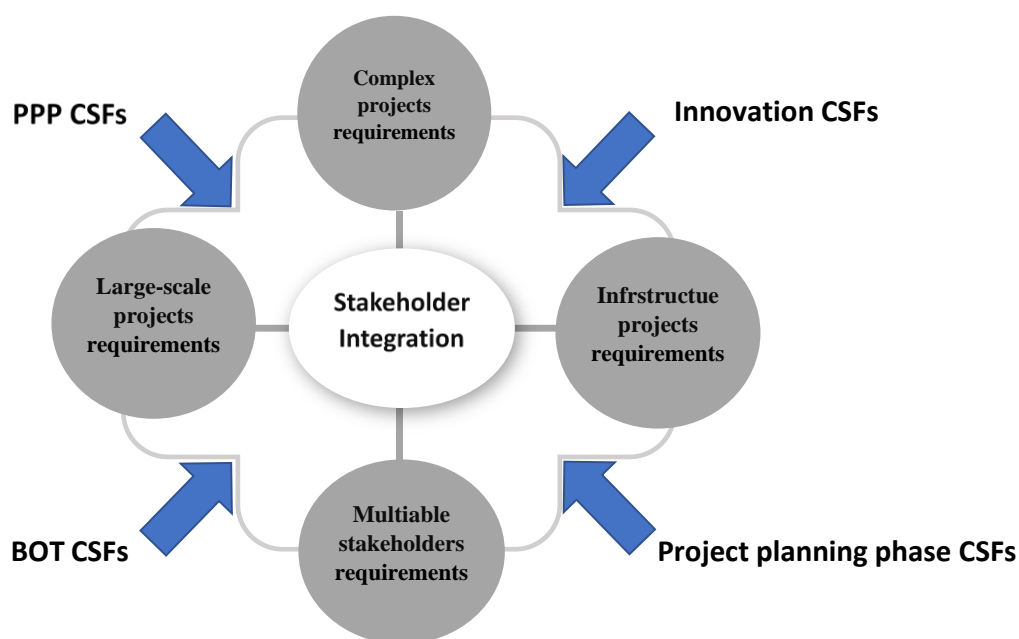 Complex
projects
requirements
PPP CSFs
Innovation CSFs
Large-scale
projects
requirements
Stakeholder
Integration
Infrstructue
projects
requirements
Multiable
stakeholders
requirements
BOT CSFs
Project planning phase CSFs